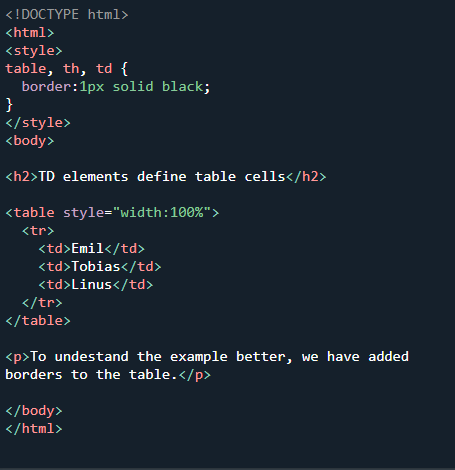 <!DOCTYPE html>
<html>
<style>
table, th, td {
  border:1px solid black;
}
</style>
<body>

<h2>TD elements define table cells</h2>

<table style="width:100%">
  <tr>
    <td>Emil</td>
    <td>Tobias</td>
    <td>Linus</td>
  </tr>
</table>

<p>To undestand the example better, we have added
borders to the table.</p>

</body>
</html>